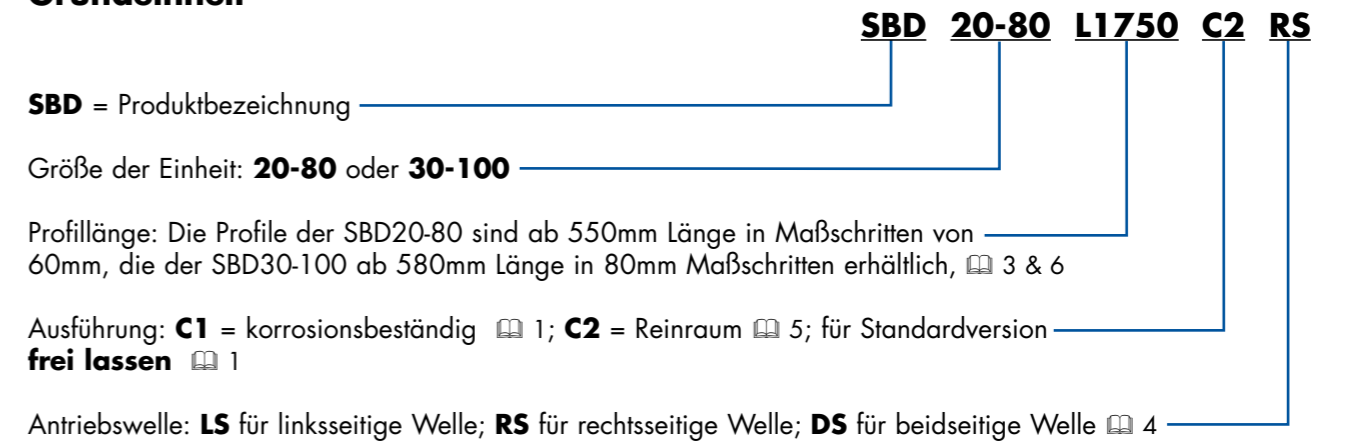 Grundeinheit
SBD 20-80 L1750 C2 RS
SBD = Produktbezeichnung
Größe der Einheit: 20-80 oder 30-100
Profillänge: Die Profile der SBD20-80 sind ab 550mm Länge in Maßschritten von
60mm, die der SBD30-100 ab 580mm Länge in 80mm Maßschritten erhältlich, 🕮 3 & 6
Ausführung: C1 = korrosionsbeständig 🕮 1; C2 = Reinraum 🕮 5; für Standardversion
frei lassen 🕮 1
Antriebswelle: LS für linksseitige Welle; RS für rechtsseitige Welle; DS für beidseitige Welle 🕮 4